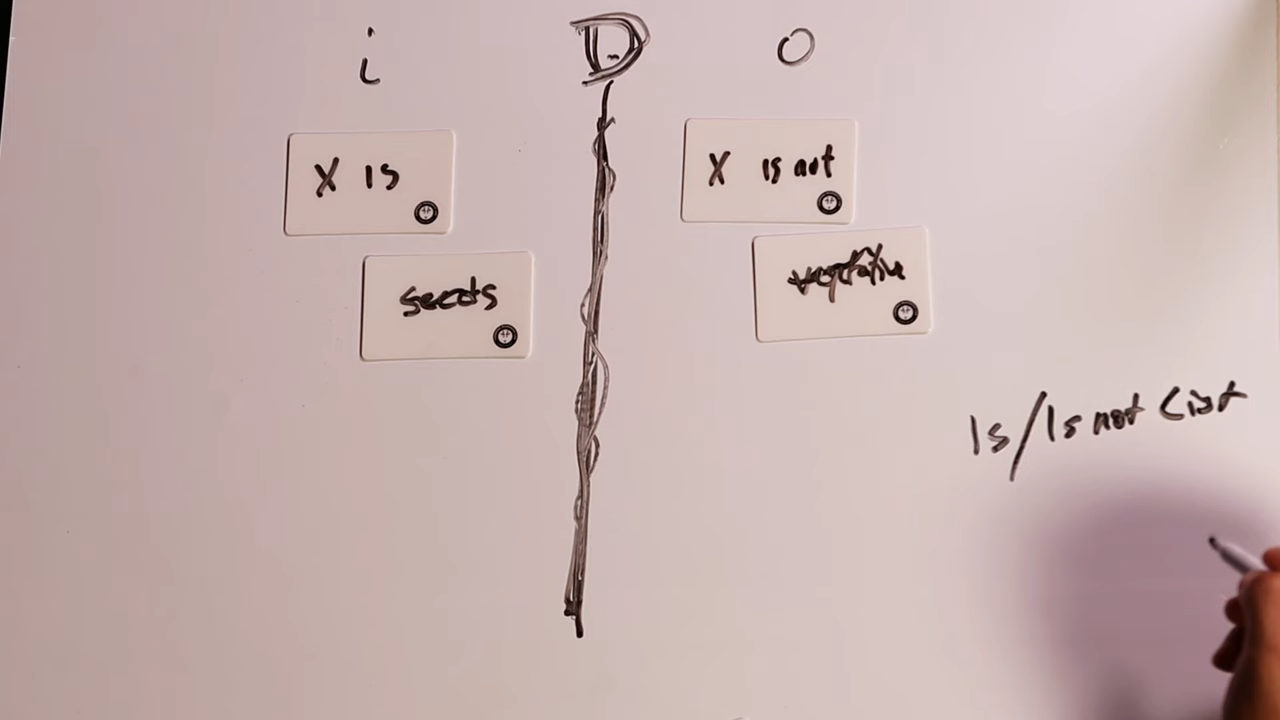 i
D
o
X is
X is not
seeds
vegetative
Is/Is not List